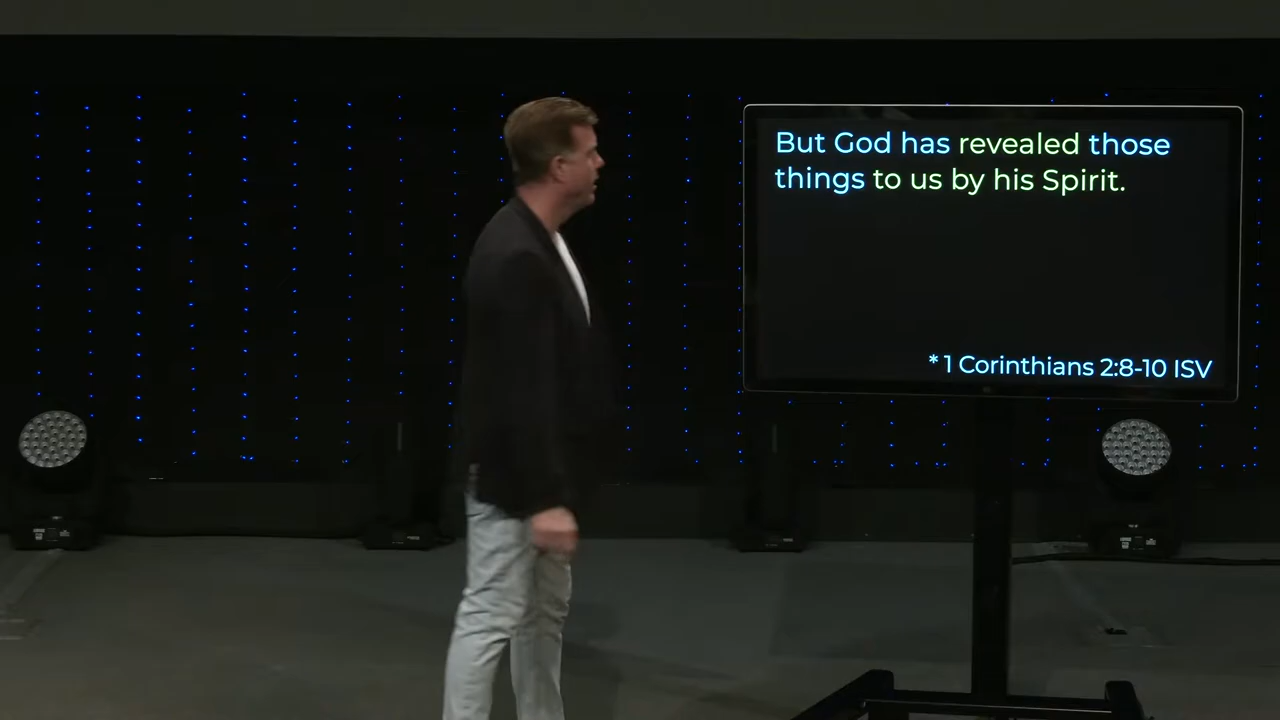 But God has revealed those
things to us by his Spirit.
* 1 Corinthians 2:8-10 ISV